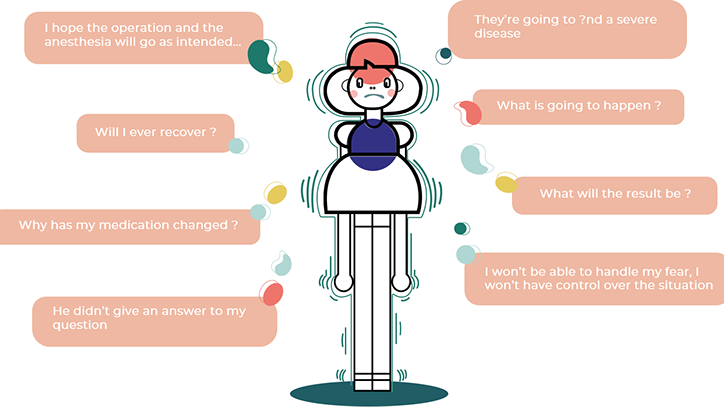 I hope the operation and the
anesthesia will go as intended...
Will I ever recover ?
Why has my medication changed ?
He didn't give an answer to my
question
They're going to ?nd a severe
disease
What is going to happen ?
What will the result be ?
I won't be able to handle my fear, I
won't have control over the situation